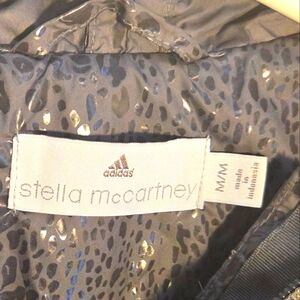 adidas
stella mccartney
M/M
made
in
indonesia